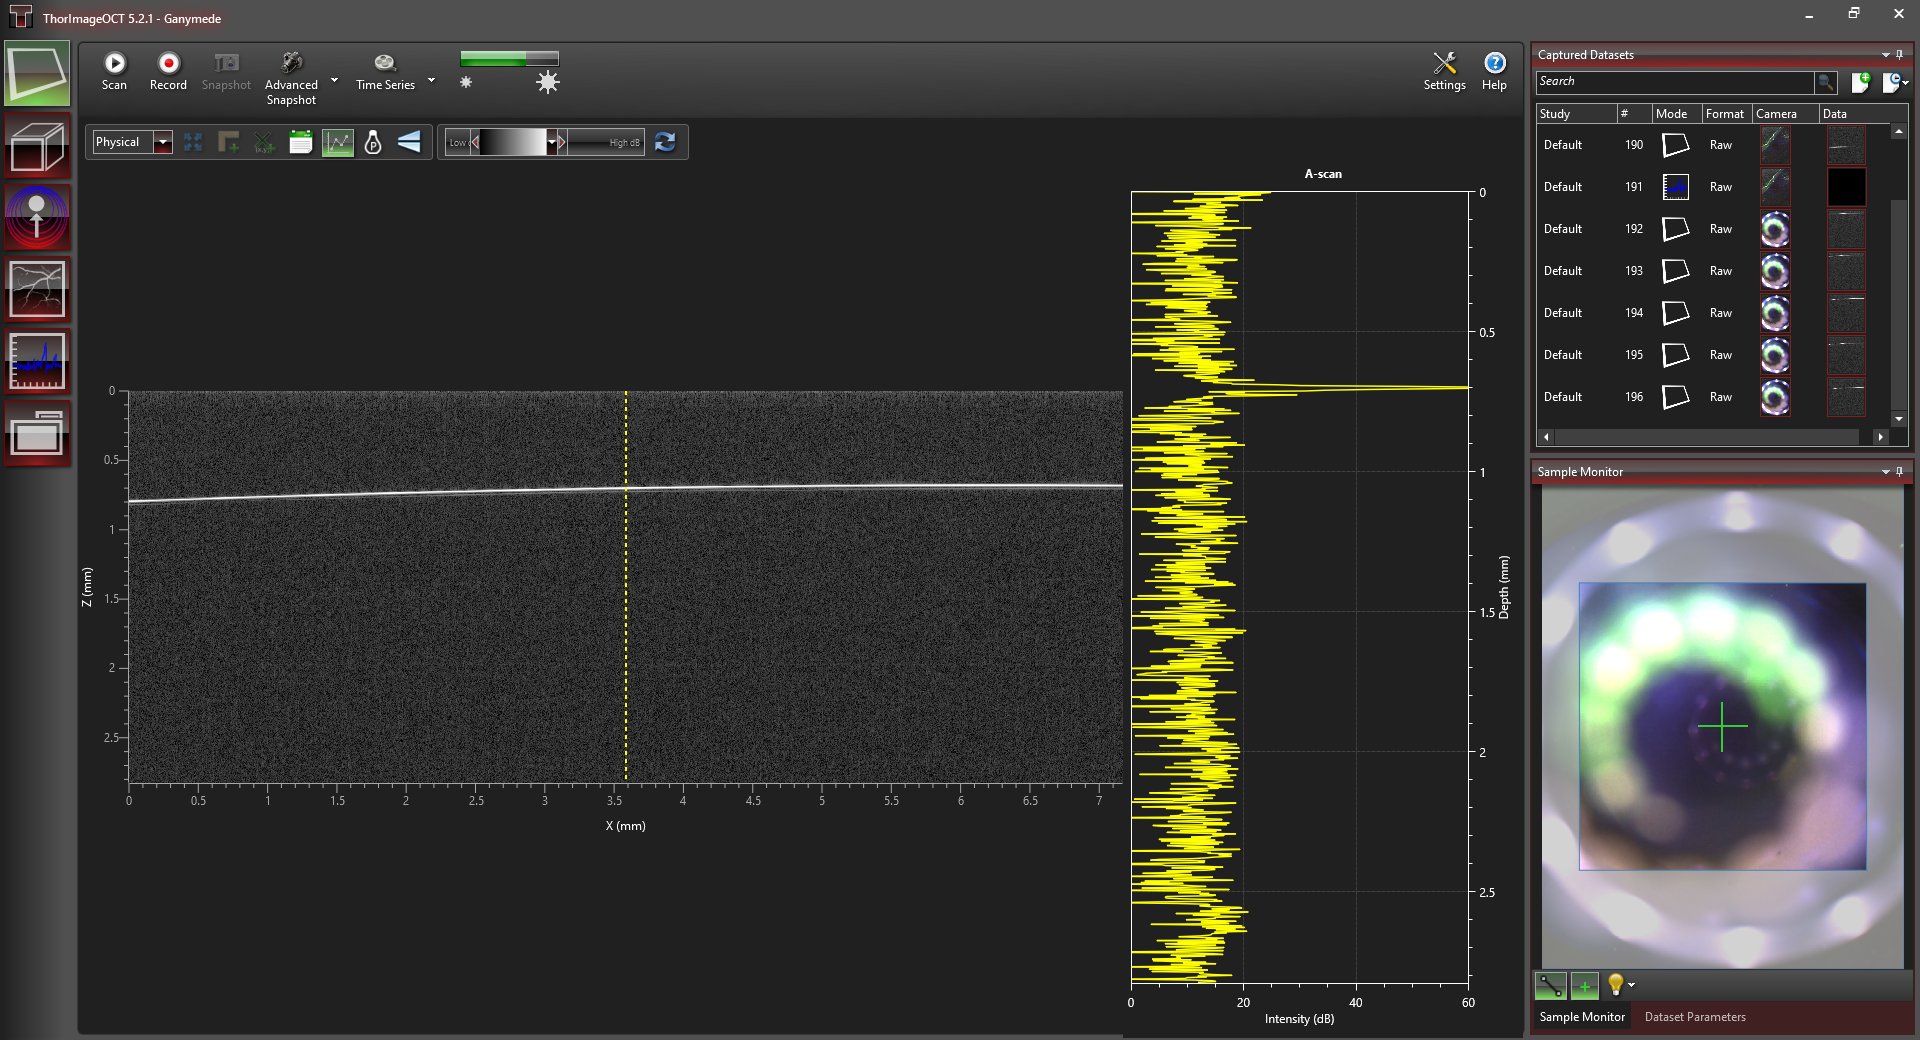 ThorImageOCT 5.2.1 - Ganymede
Scan
Record
Snapshot
Advanced
Snapshot
Time Series
Settings
Help
Physical
P
Low
High dB
A-scan
0
0.5
1
1.5
2
2.5
Depth (mm)
0
20
40
60
Intensity (dB)
0
0.5
1
1.5
2
2.5
Z (mm)
0
0.5
1
1.5
2
2.5
3
3.5
4
4.5
5
5.5
6
6.5
7
X (mm)
Captured Datasets
Search
Study # Mode Format Camera Data
Default 190 Raw
Default 191 Raw
Default 192 Raw
Default 193 Raw
Default 194 Raw
Default 195 Raw
Default 196 Raw
Sample Monitor
Sample Monitor
Dataset Parameters